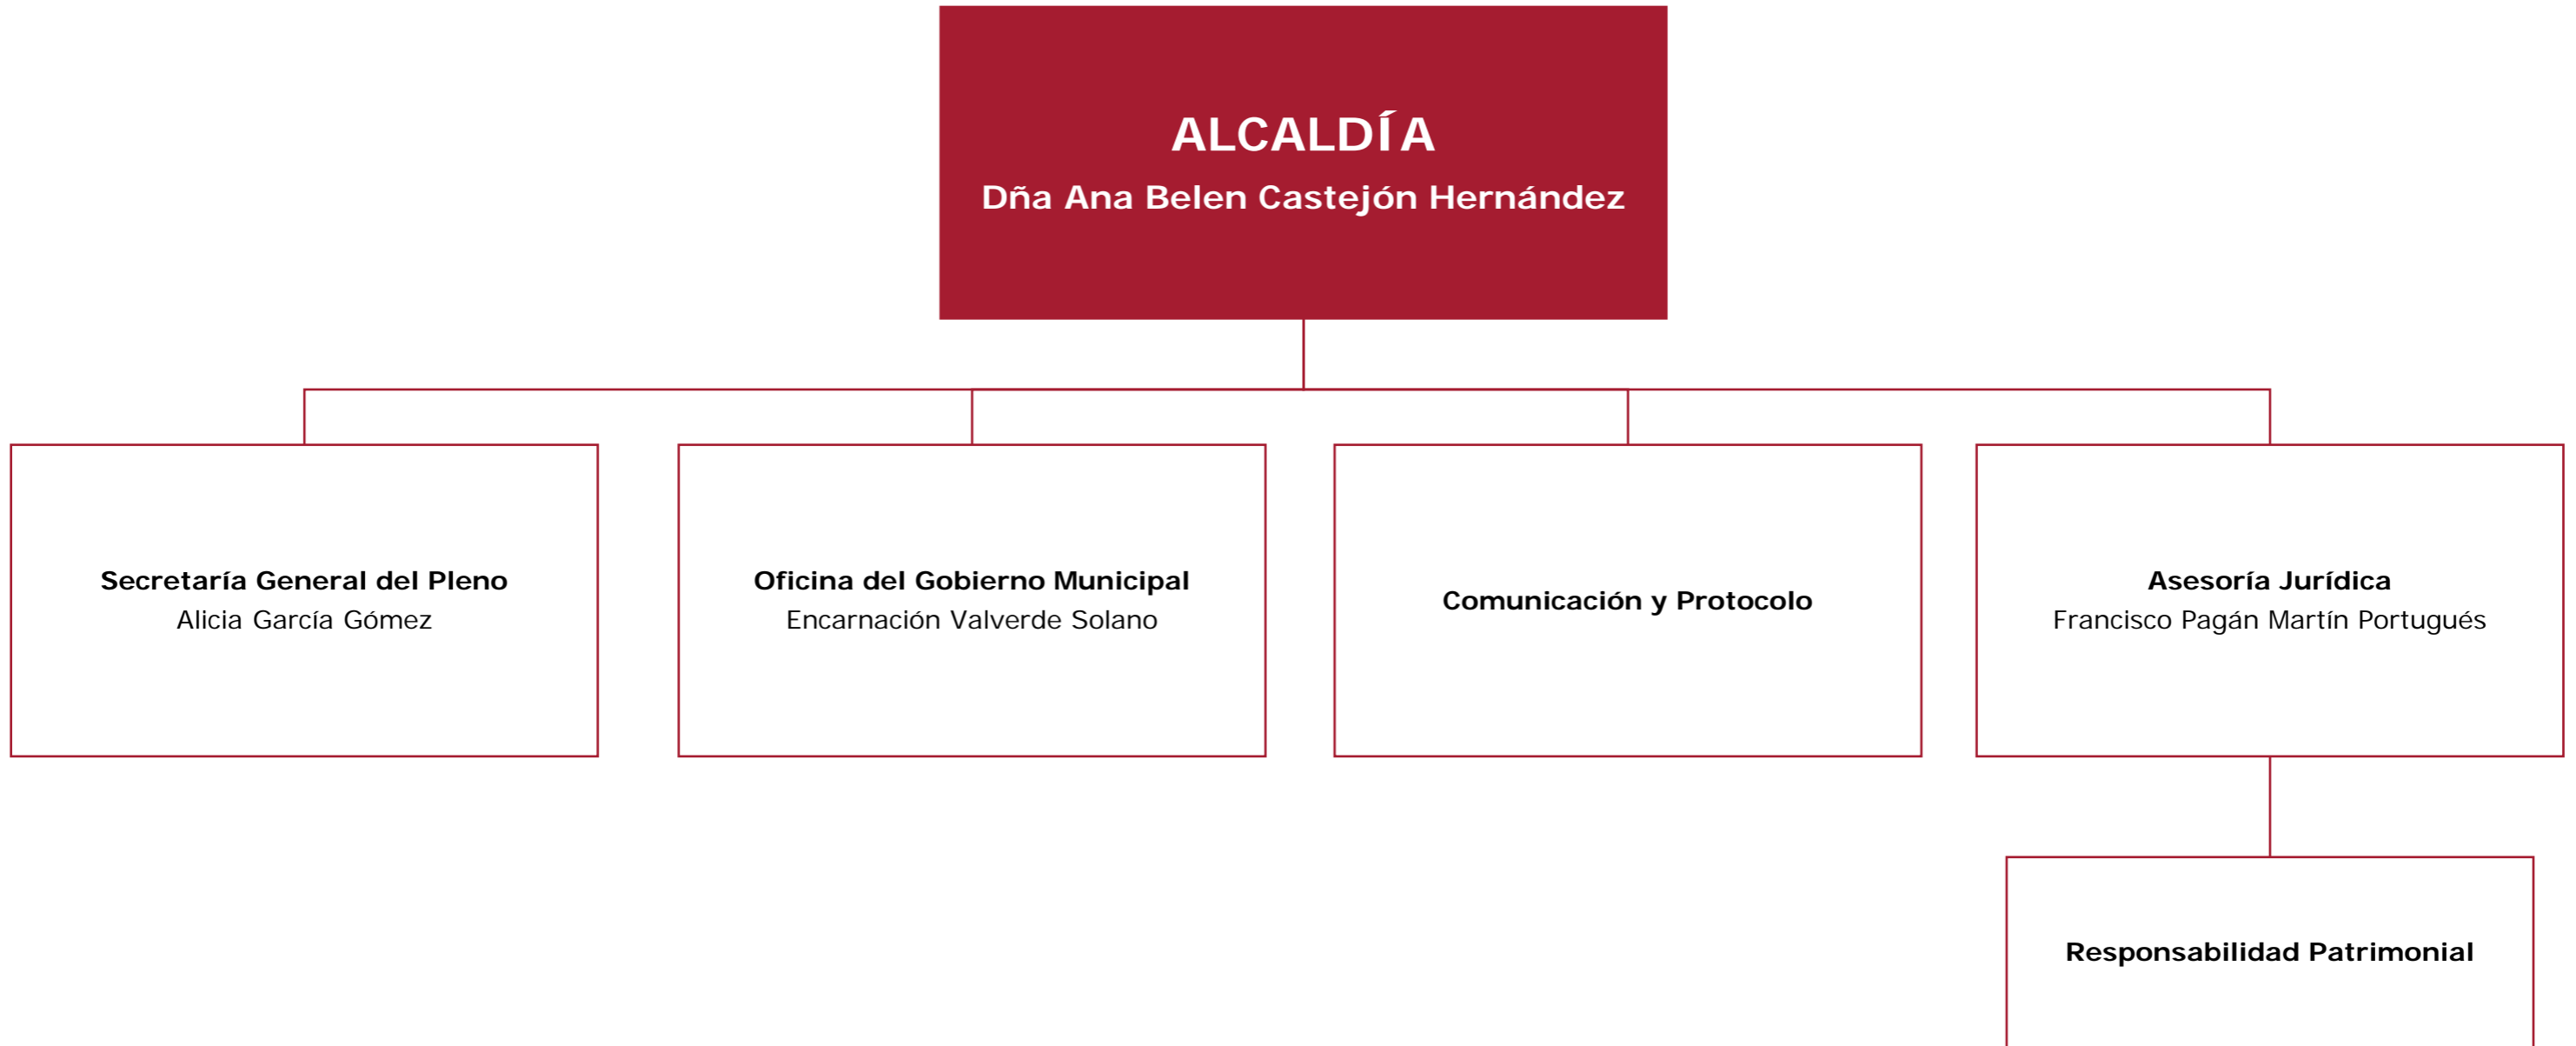 ALCALDÍA
Dña Ana Belen Castejón Hernández
Secretaría General del Pleno
Alicia García Gómez
Oficina del Gobierno Municipal
Encarnación Valverde Solano
Comunicación y Protocolo
Asesoría Jurídica
Francisco Pagán Martín Portugués
Responsabilidad Patrimonial